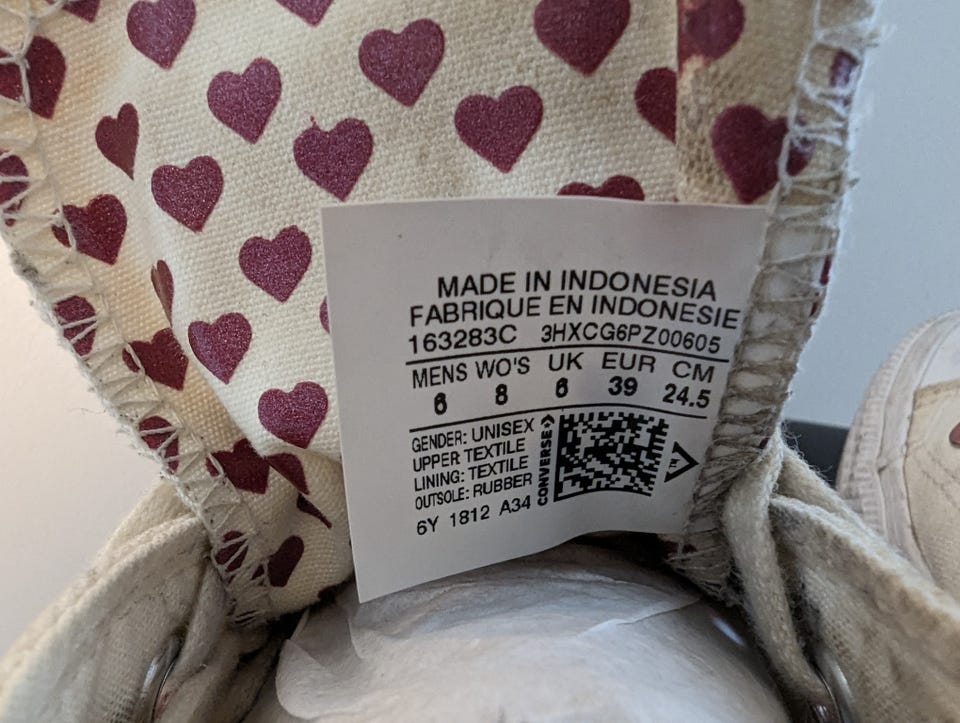 MADE IN INDONESIA
FABRIQUE EN INDONESIE
163283C 3HXCG6PZ00605
MENS WO'S UK EUR CM
6 8 6 39 24.5
GENDER: UNISEX
UPPER TEXTILE
LINING: TEXTILE
OUTSOLE: RUBBER
6Y 1812 A34
CONVERSE